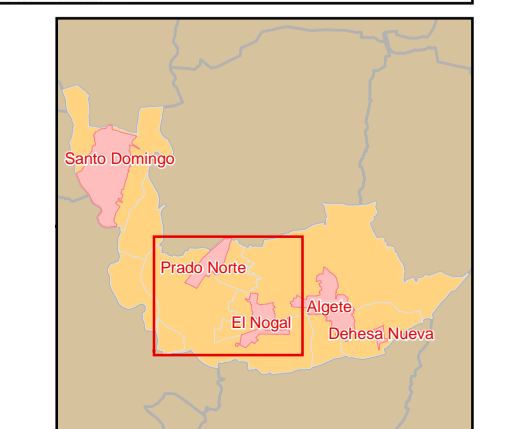 Santo Domingo
Prado Norte
Algete
El Nogal
Dehesa Nueva